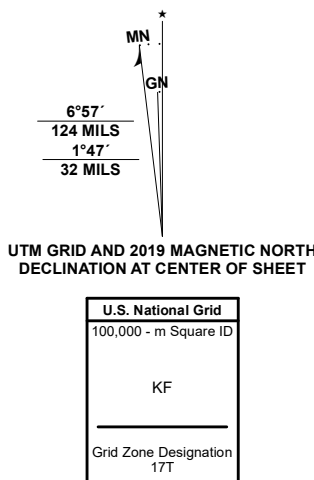 ★
MN
GN
6°57´
124 MILS
1°47´
32 MILS
UTM GRID AND 2019 MAGNETIC NORTH
DECLINATION AT CENTER OF SHEET
U.S. National Grid
100,000 - m Square ID
KF
Grid Zone Designation
17T